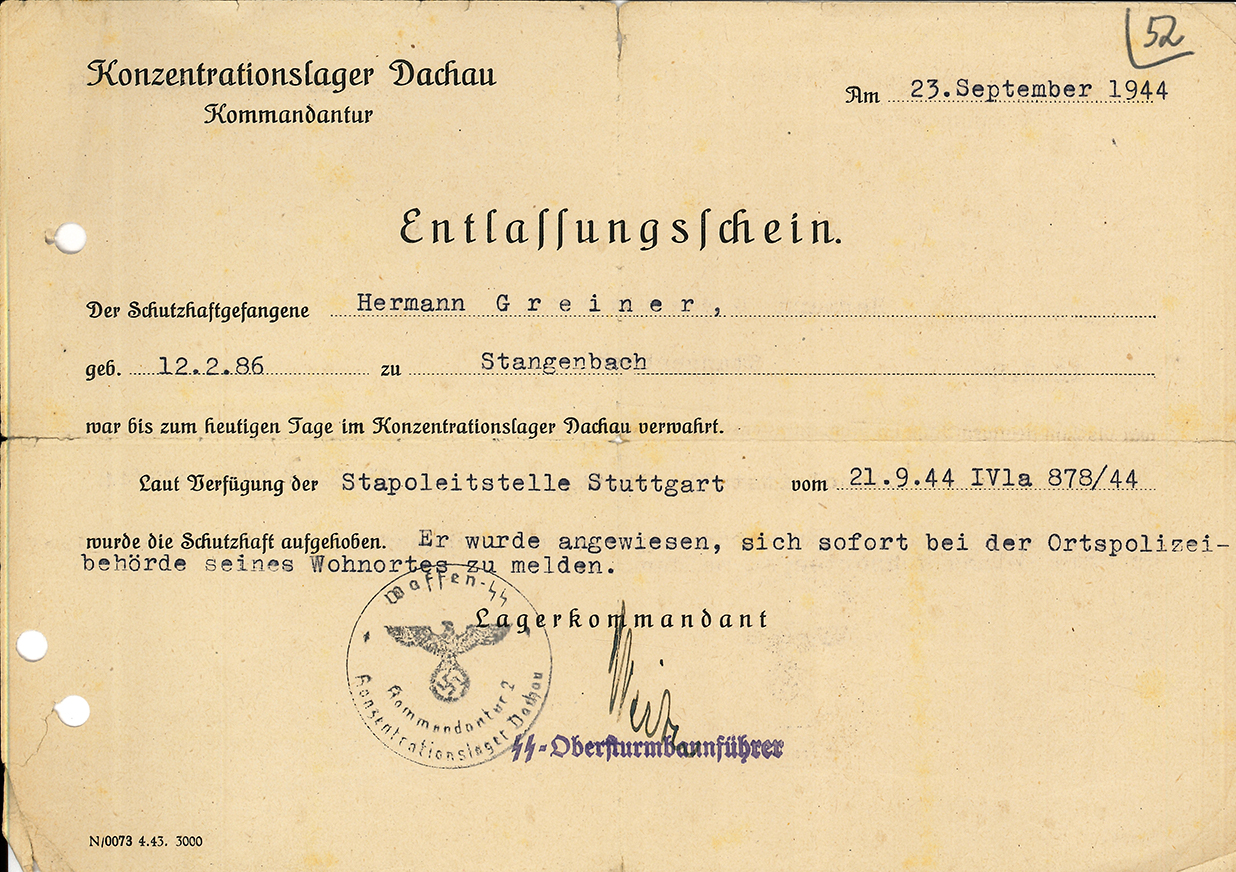 52
Konzentrationslager Dachau
Kommandantur
Am 23.September 1944
Entlassungsschein.
Der Schutzhaftgefangene Hermann Greiner,
geb. 12.2.86 zu Stangenbach
war bis zum heutigen Tage im Konzentrationslager Dachau verwahrt.
Laut Verfügung der Stapoleitstelle Stuttgart vom 21.9.44 IV1a 878/44
wurde die Schutzhaft aufgehoben. Er wurde angewiesen, sich sofort bei der Ortspolizei-
behörde seines Wohnortes zu melden.
Waffen-SS
Kommandantur 2
Konzentrationslager Dachau
Lagerkommandant
SS-Obersturmbannführer
N/0073 4.43. 3000